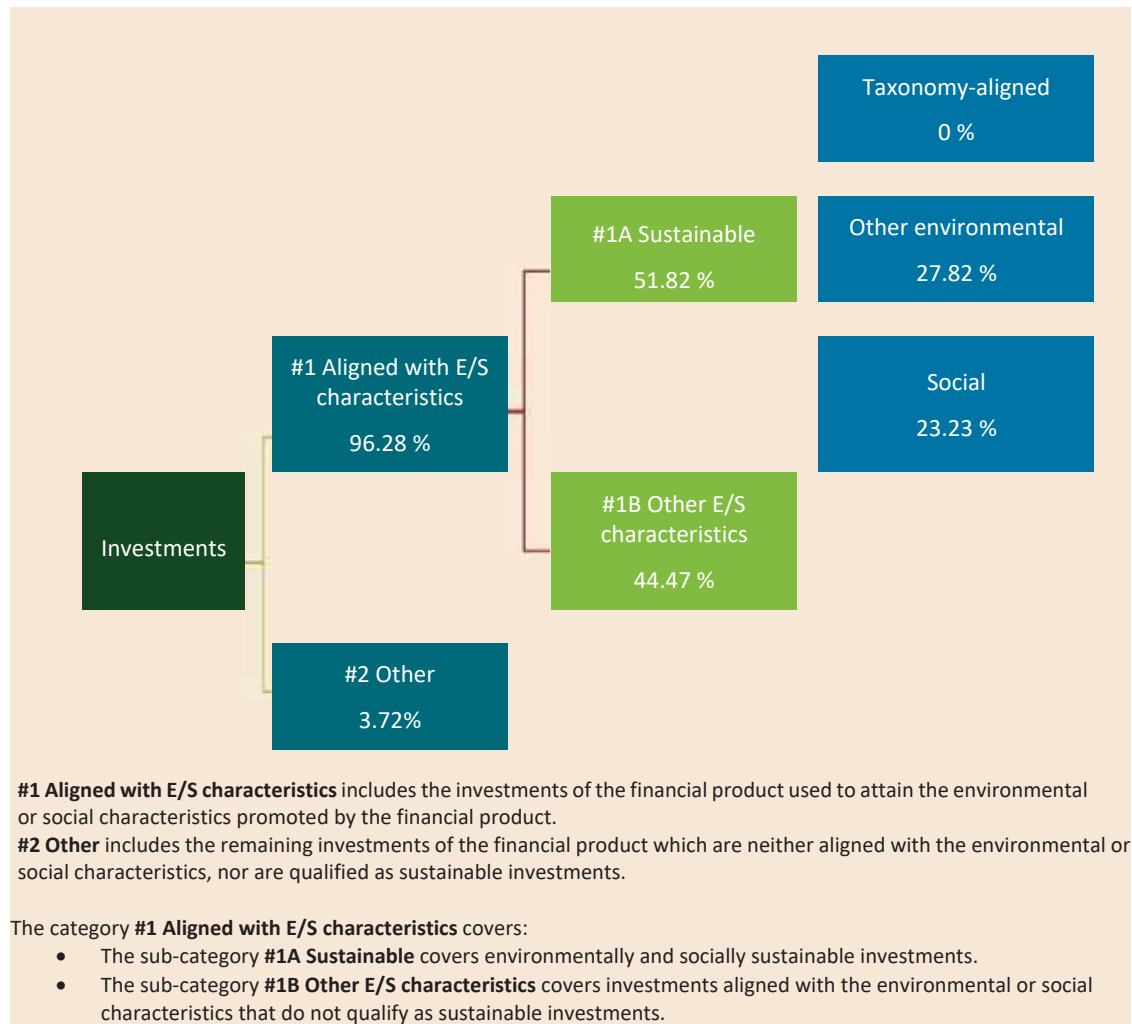 Taxonomy-aligned
0 %
#1A Sustainable
51.82 %
Other environmental
27.82 %
#1 Aligned with E/S
characteristics
96.28 %
Social
23.23 %
Investments
#1B Other E/S
characteristics
44.47 %
#2 Other
3.72%
#1 Aligned with E/S characteristics includes the investments of the financial product used to attain the environmental
or social characteristics promoted by the financial product.
#2 Other includes the remaining investments of the financial product which are neither aligned with the environmental or
social characteristics, nor are qualified as sustainable investments.
The category #1 Aligned with E/S characteristics covers:
• The sub-category #1A Sustainable covers environmentally and socially sustainable investments.
• The sub-category #1B Other E/S characteristics covers investments aligned with the environmental or social
characteristics that do not qualify as sustainable investments.